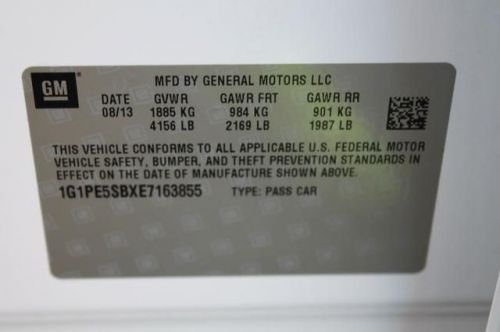 GM
MFD BY GENERAL MOTORS LLC
DATE GVWR GAWR FRT GAWR RR
08/13 1885 KG 984 KG 901 KG
4156 LB 2169 LB 1987 LB
THIS VEHICLE CONFORMS TO ALL APPLICABLE U.S. FEDERAL MOTOR
VEHICLE SAFETY, BUMPER, AND THEFT PREVENTION STANDARDS IN
EFFECT ON THE DATE OF MANUFACTURE SHOWN ABOVE.
1G1PE5SBXE7163855 TYPE: PASS CAR